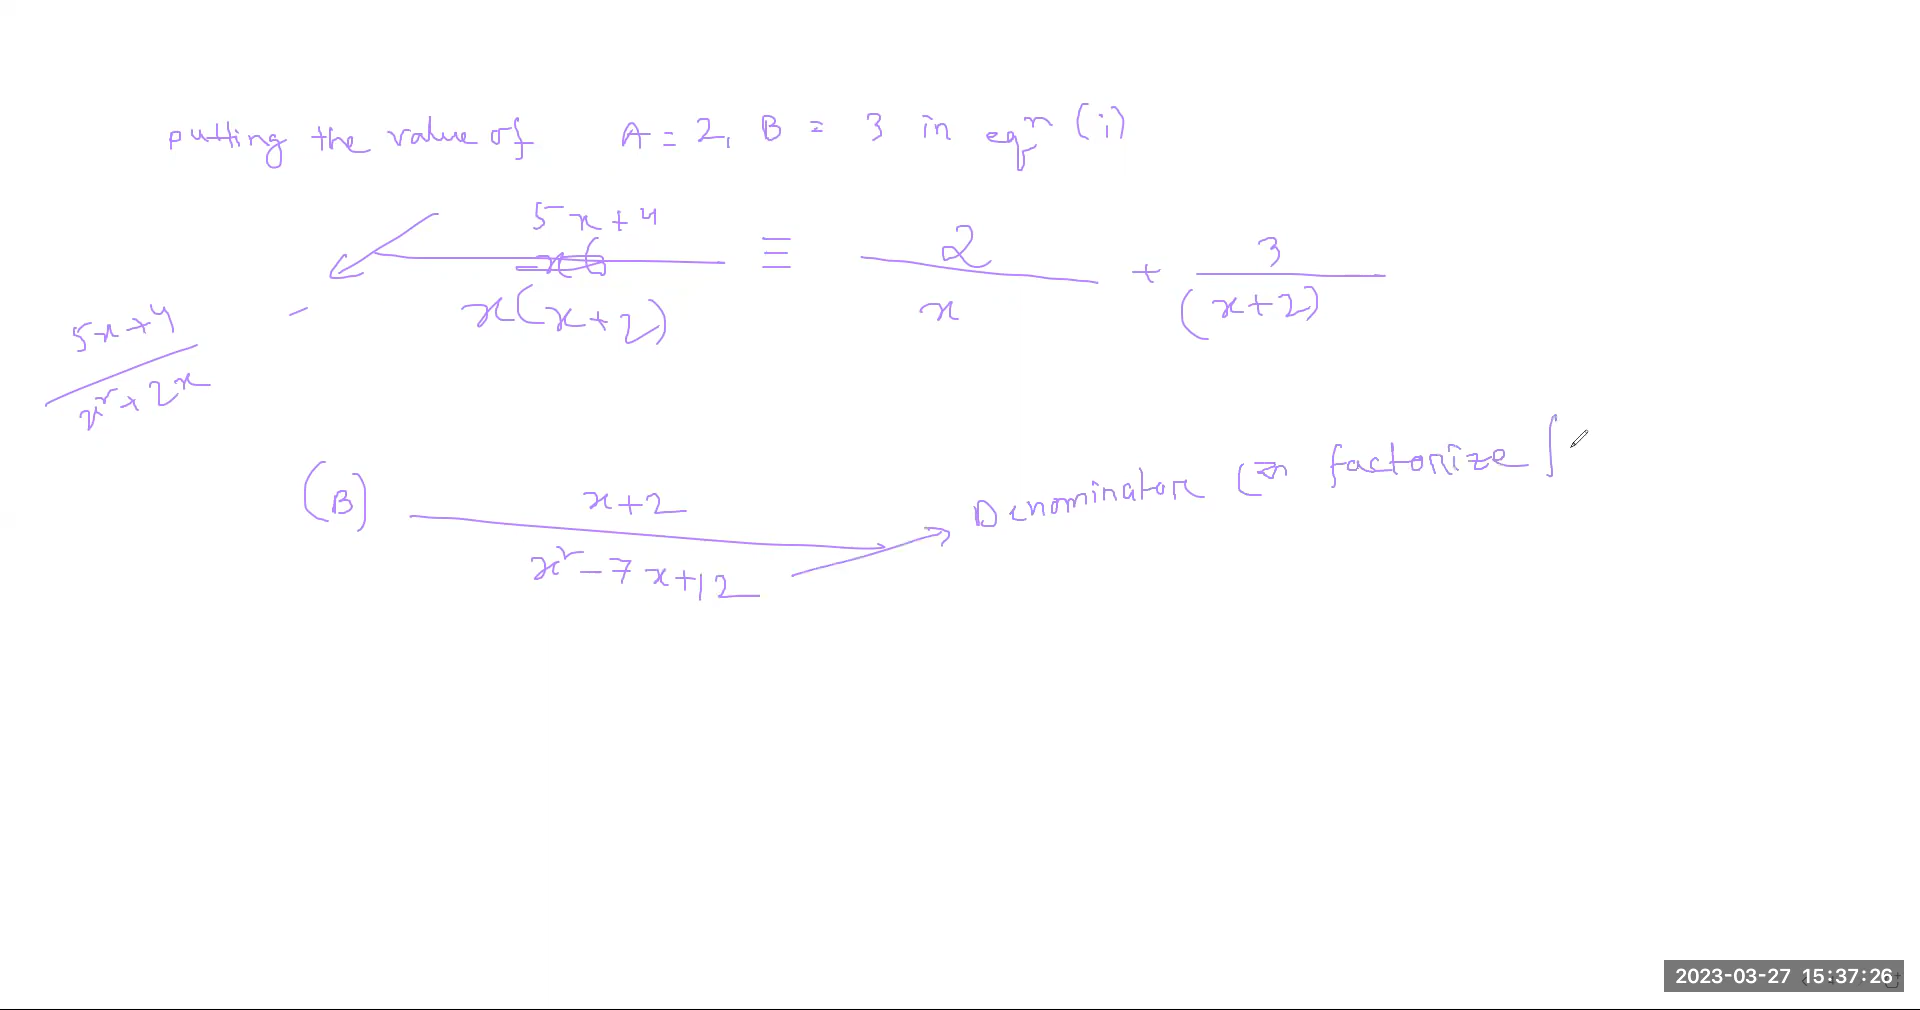 putting the value of A = 2, B = 3 in eqⁿ (i)
(5x+4)/(x(x+2)) ≡ 2/x + 3/(x+2)
(5x+4)/(x²+2x)
(B) (x+2)/(x²-7x+12) → Denominator কে factorize
2023-03-27 15:37:26